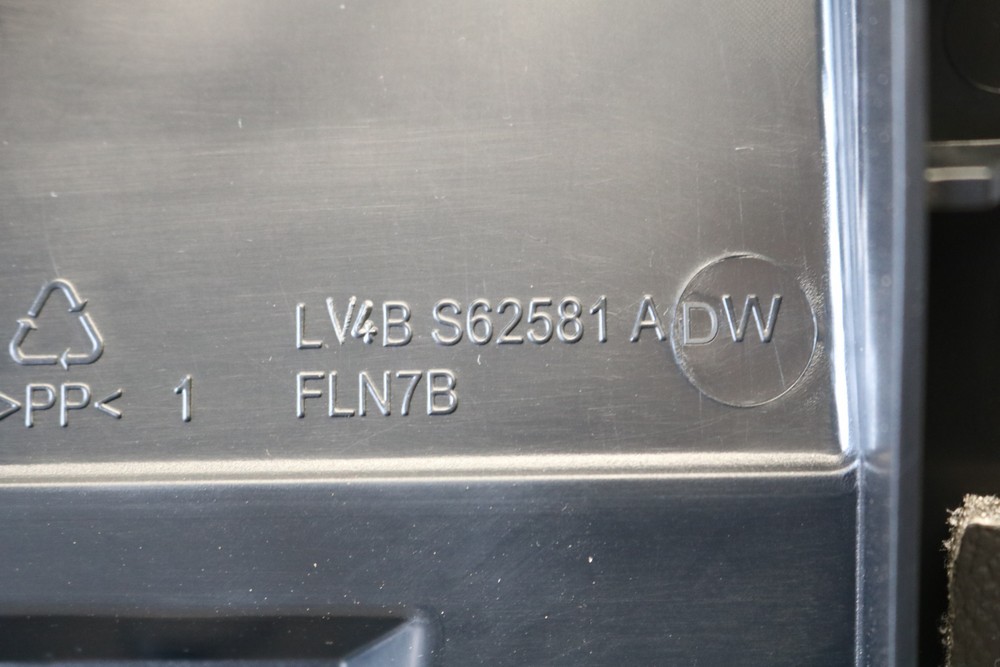 LV4B S62581 ADW
>PP< 1 FLN7B